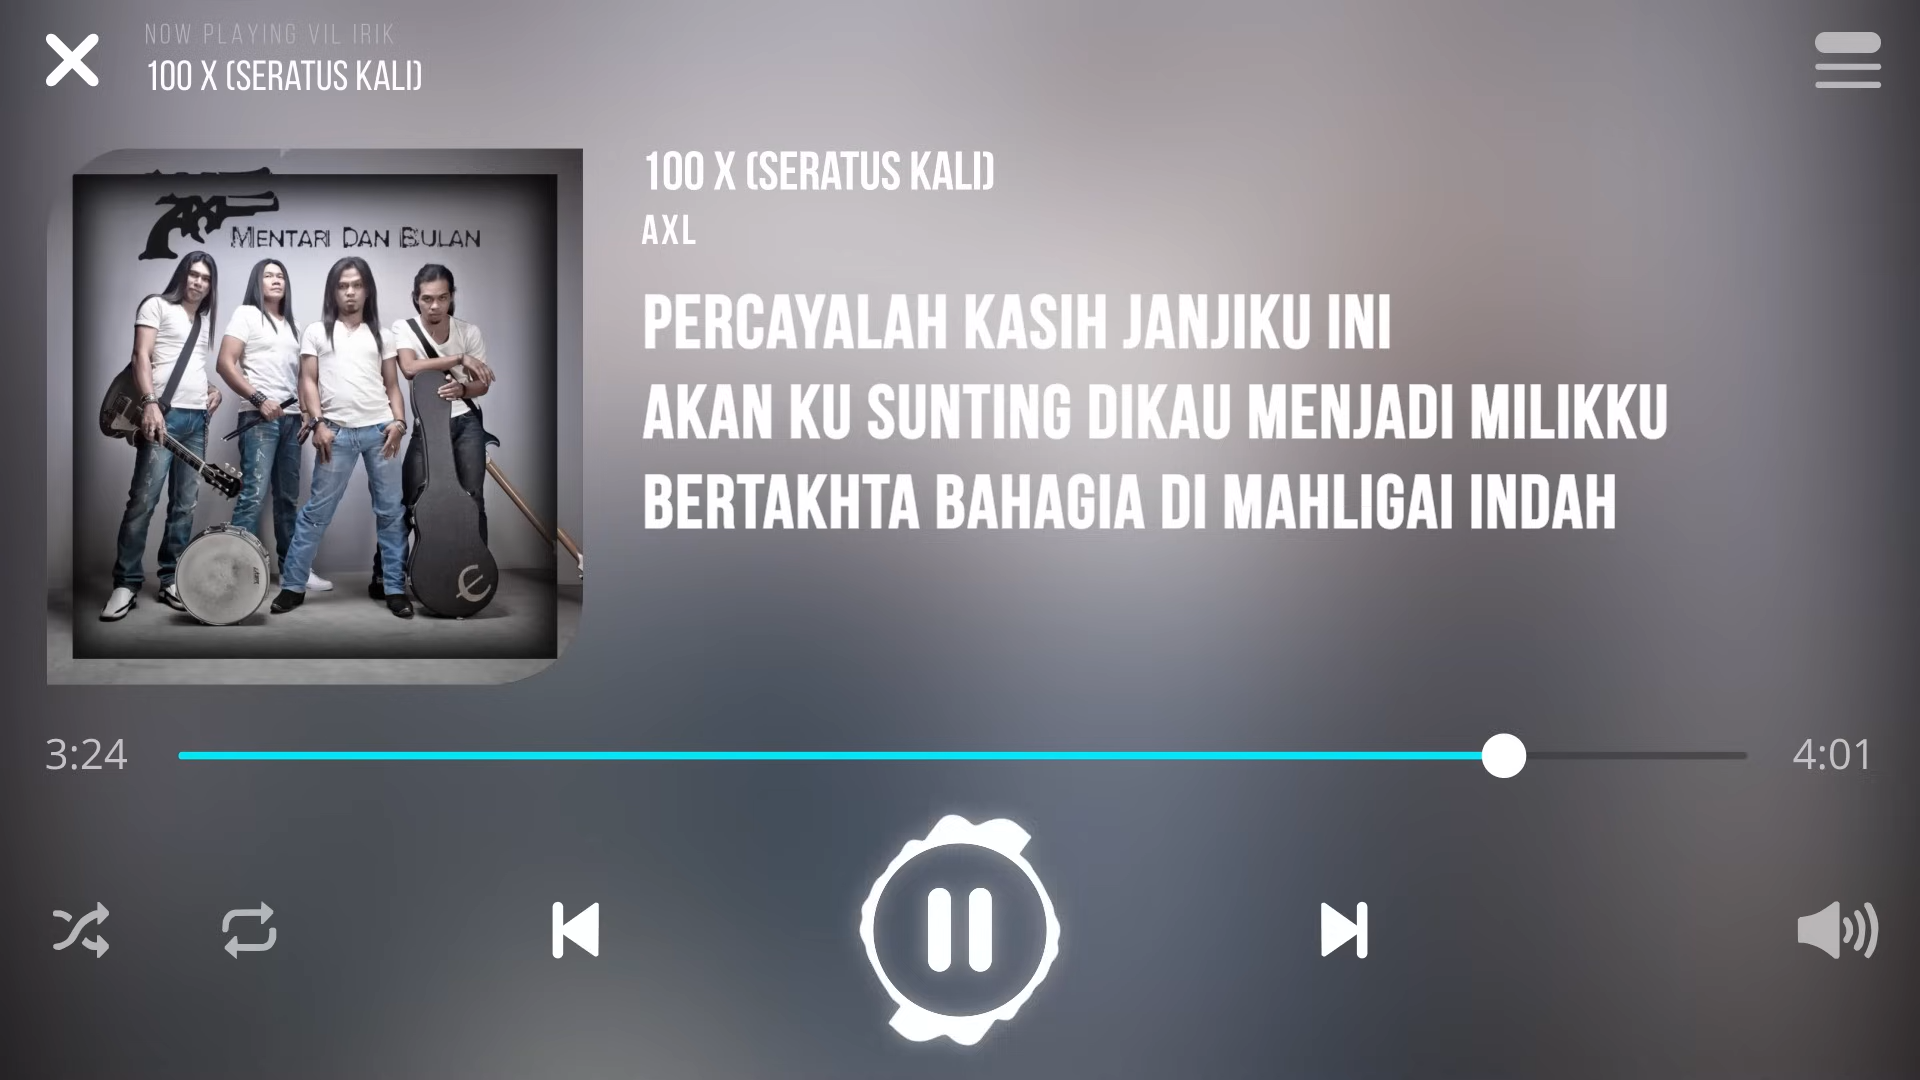 NOW PLAYING VIL IRIK
100 X (SERATUS KALI)
MENTARI DAN BULAN
100 X (SERATUS KALI)
AXL
PERCAYALAH KASIH JANJIKU INI
AKAN KU SUNTING DIKAU MENJADI MILIKKU
BERTAKHTA BAHAGIA DI MAHLIGAI INDAH
3:24
4:01